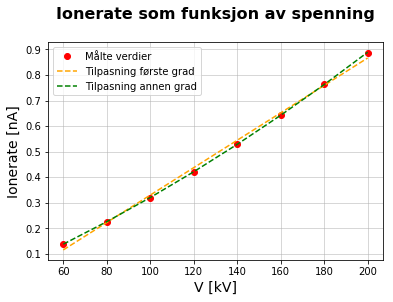 Ionerate som funksjon av spenning
Målte verdier
Tilpasning første grad
Tilpasning annen grad
Ionerate [nA]
0.9
0.8
0.7
0.6
0.5
0.4
0.3
0.2
0.1
60 80 100 120 140 160 180 200
V [kV]